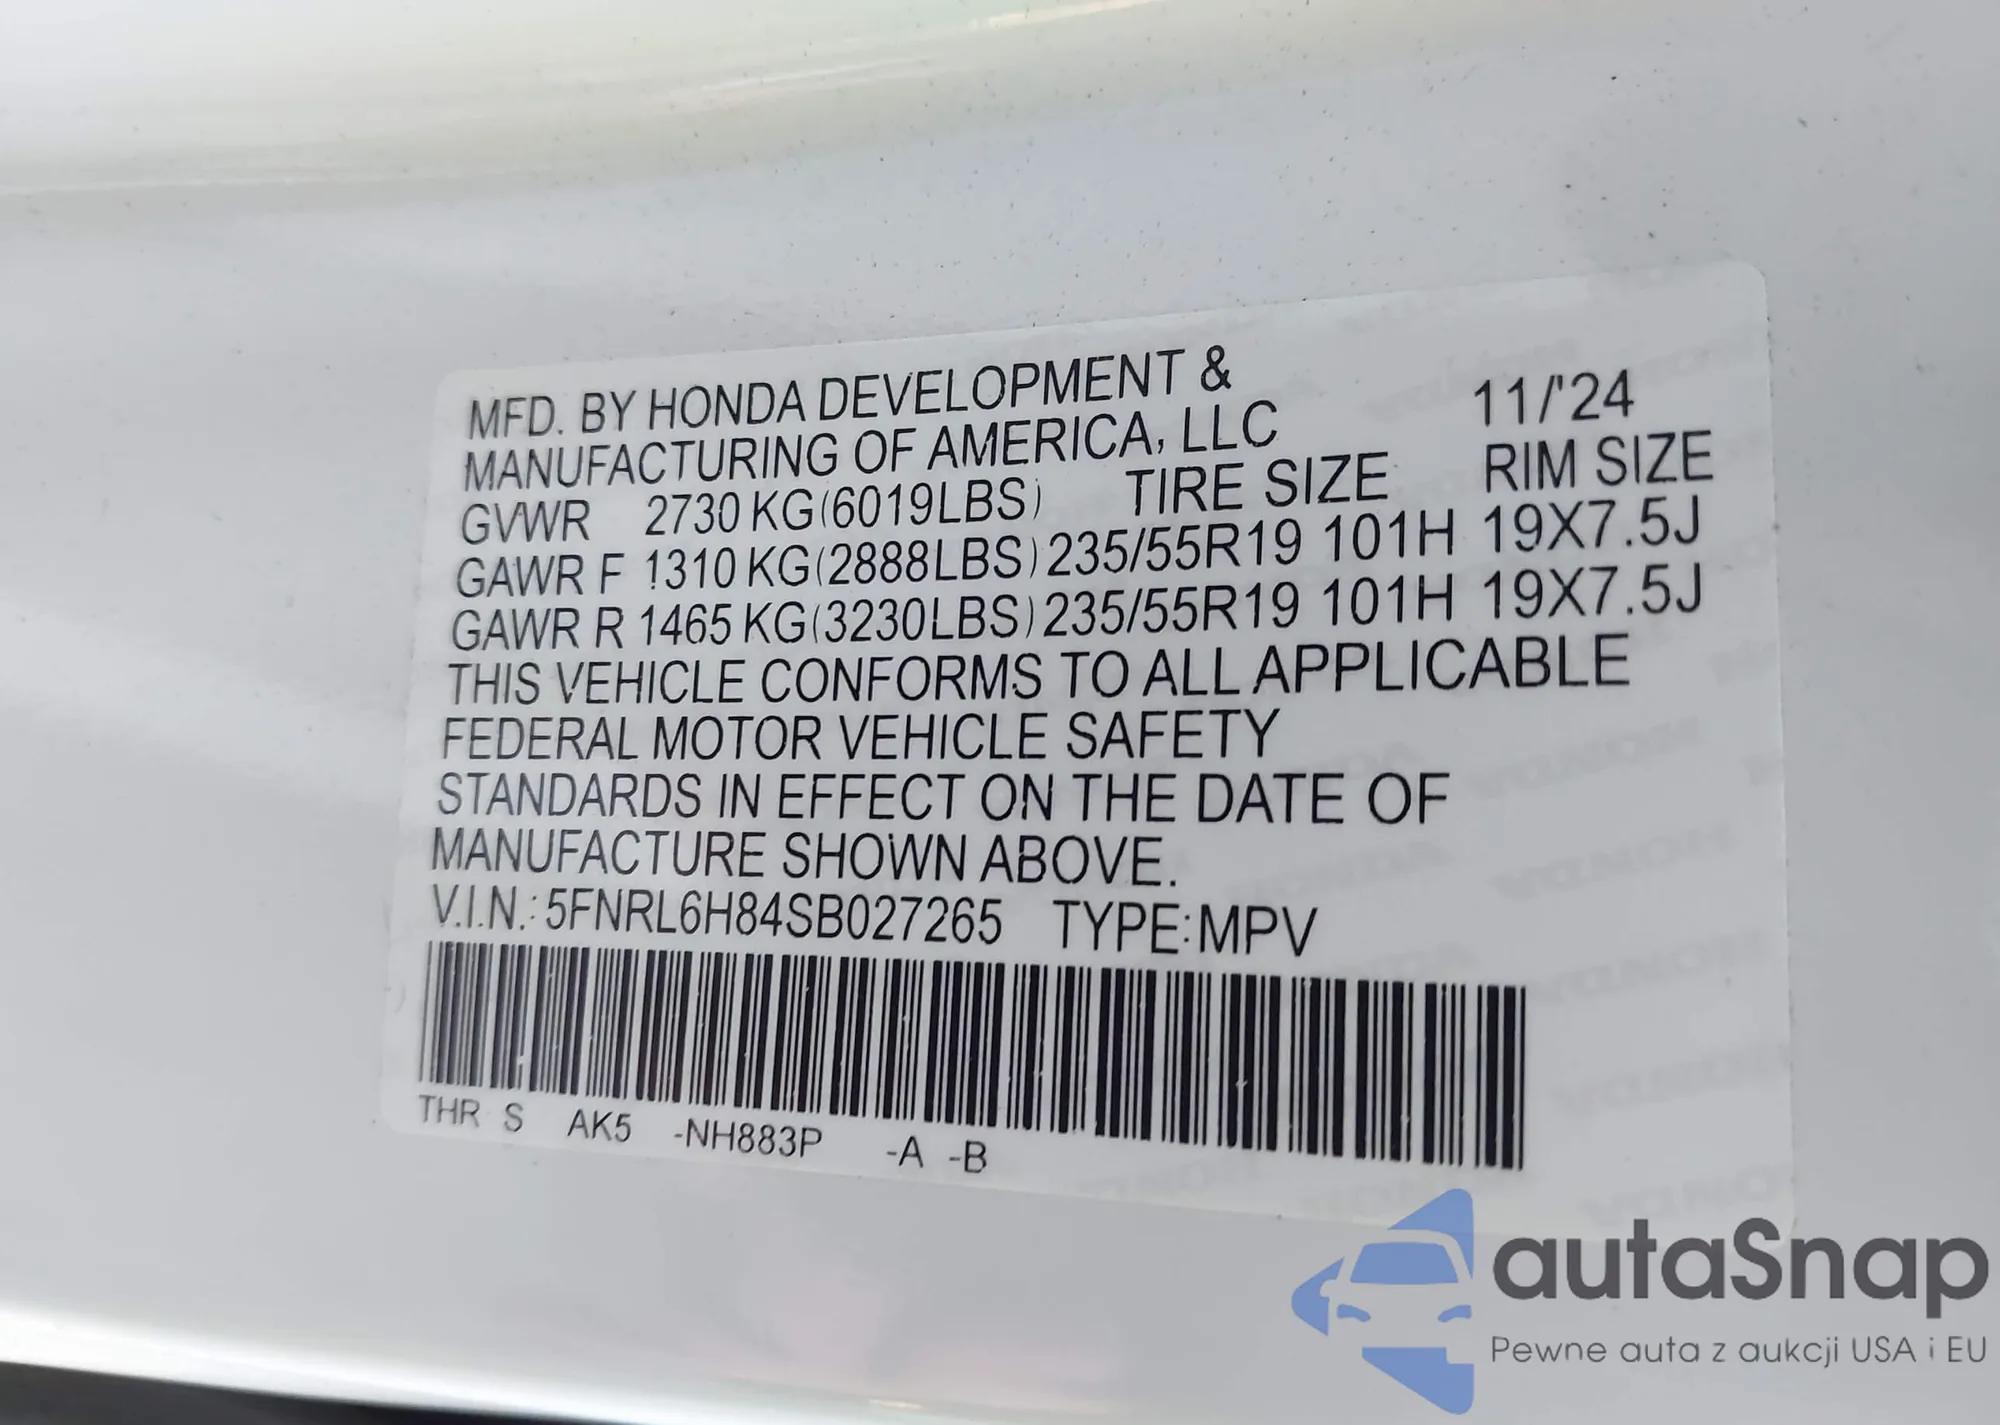 MFD. BY HONDA DEVELOPMENT &
MANUFACTURING OF AMERICA, LLC 11/'24
GVWR 2730 KG(6019LBS) TIRE SIZE RIM SIZE
GAWR F 1310 KG(2888LBS) 235/55R19 101H 19X7.5J
GAWR R 1465 KG(3230LBS) 235/55R19 101H 19X7.5J
THIS VEHICLE CONFORMS TO ALL APPLICABLE
FEDERAL MOTOR VEHICLE SAFETY
STANDARDS IN EFFECT ON THE DATE OF
MANUFACTURE SHOWN ABOVE.
V.I.N.: 5FNRL6H84SB027265 TYPE: MPV
THR S AK5 -NH883P -A -B
autaSnap
Pewne auta z aukcji USA i EU